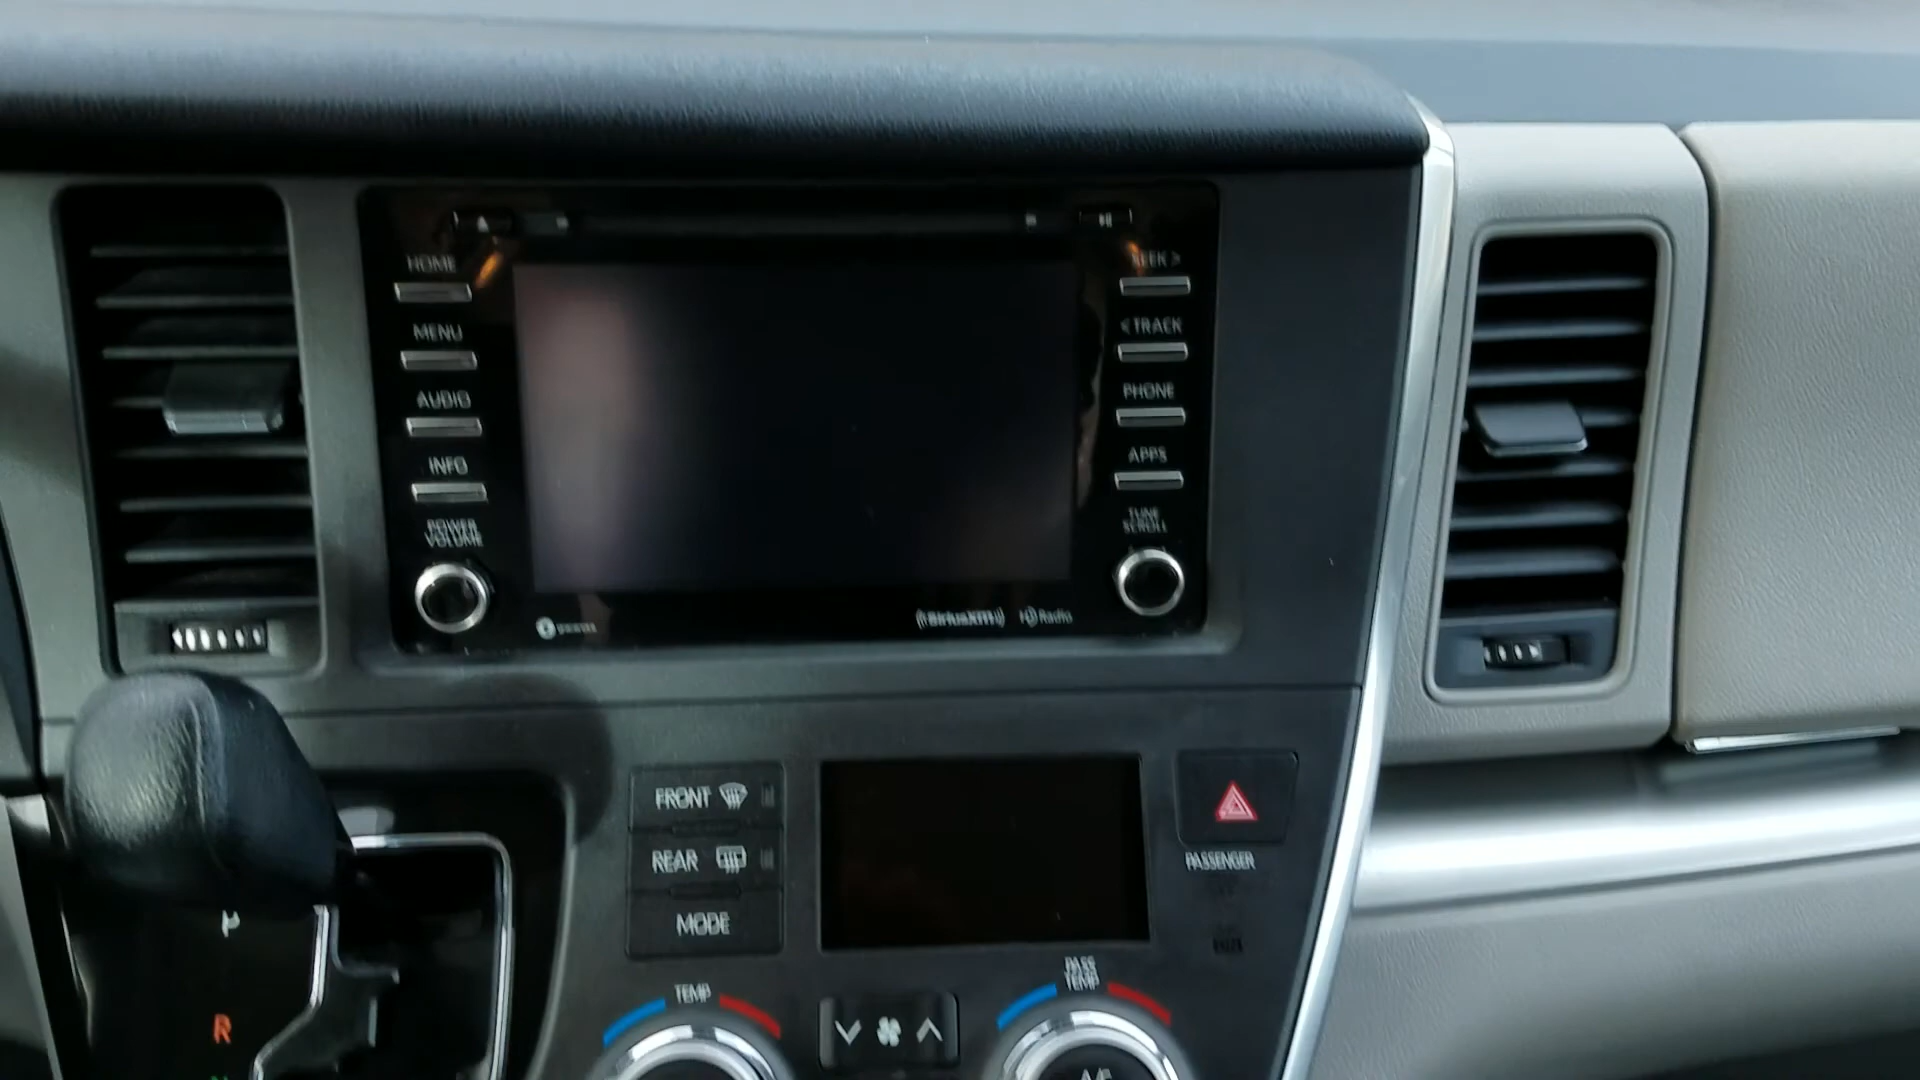 HOME
SEEK >
MENU
< TRACK
AUDIO
PHONE
INFO
APPS
POWER
VOLUME
TUNE
SCROLL
((SiriusXM))
HD Radio
FRONT
REAR
MODE
PASSENGER
P
R
TEMP
PASS
TEMP